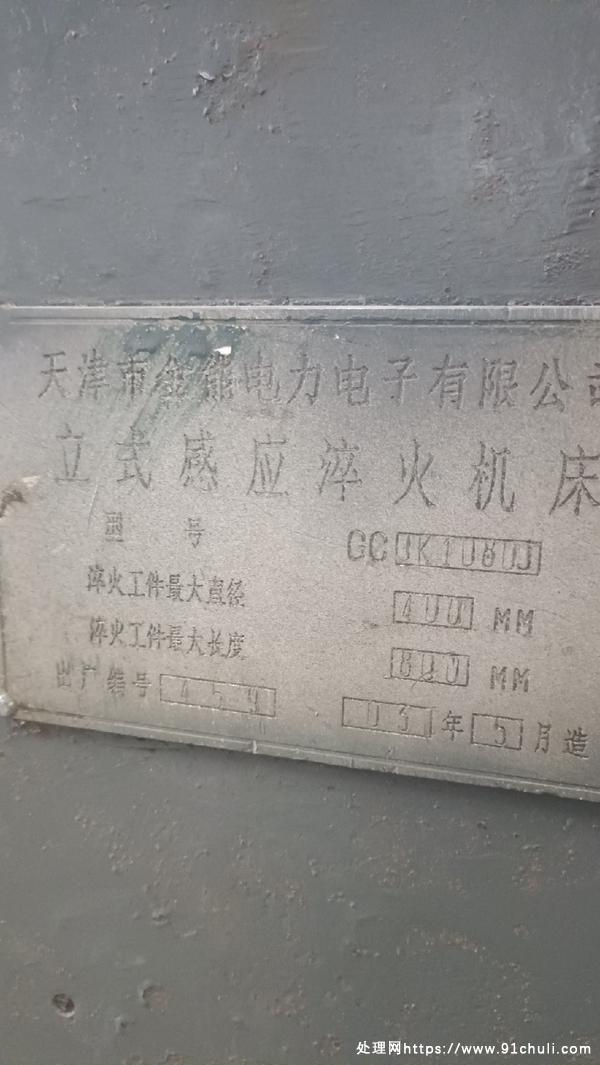 天津市金能电力电子有限公司
立式感应淬火机床
型 号 GC
淬火工件最大直径 400 MM
淬火工件最大长度 800 MM
出厂编号 459 03 年 5 月造
处理网https://www.91chuli.com